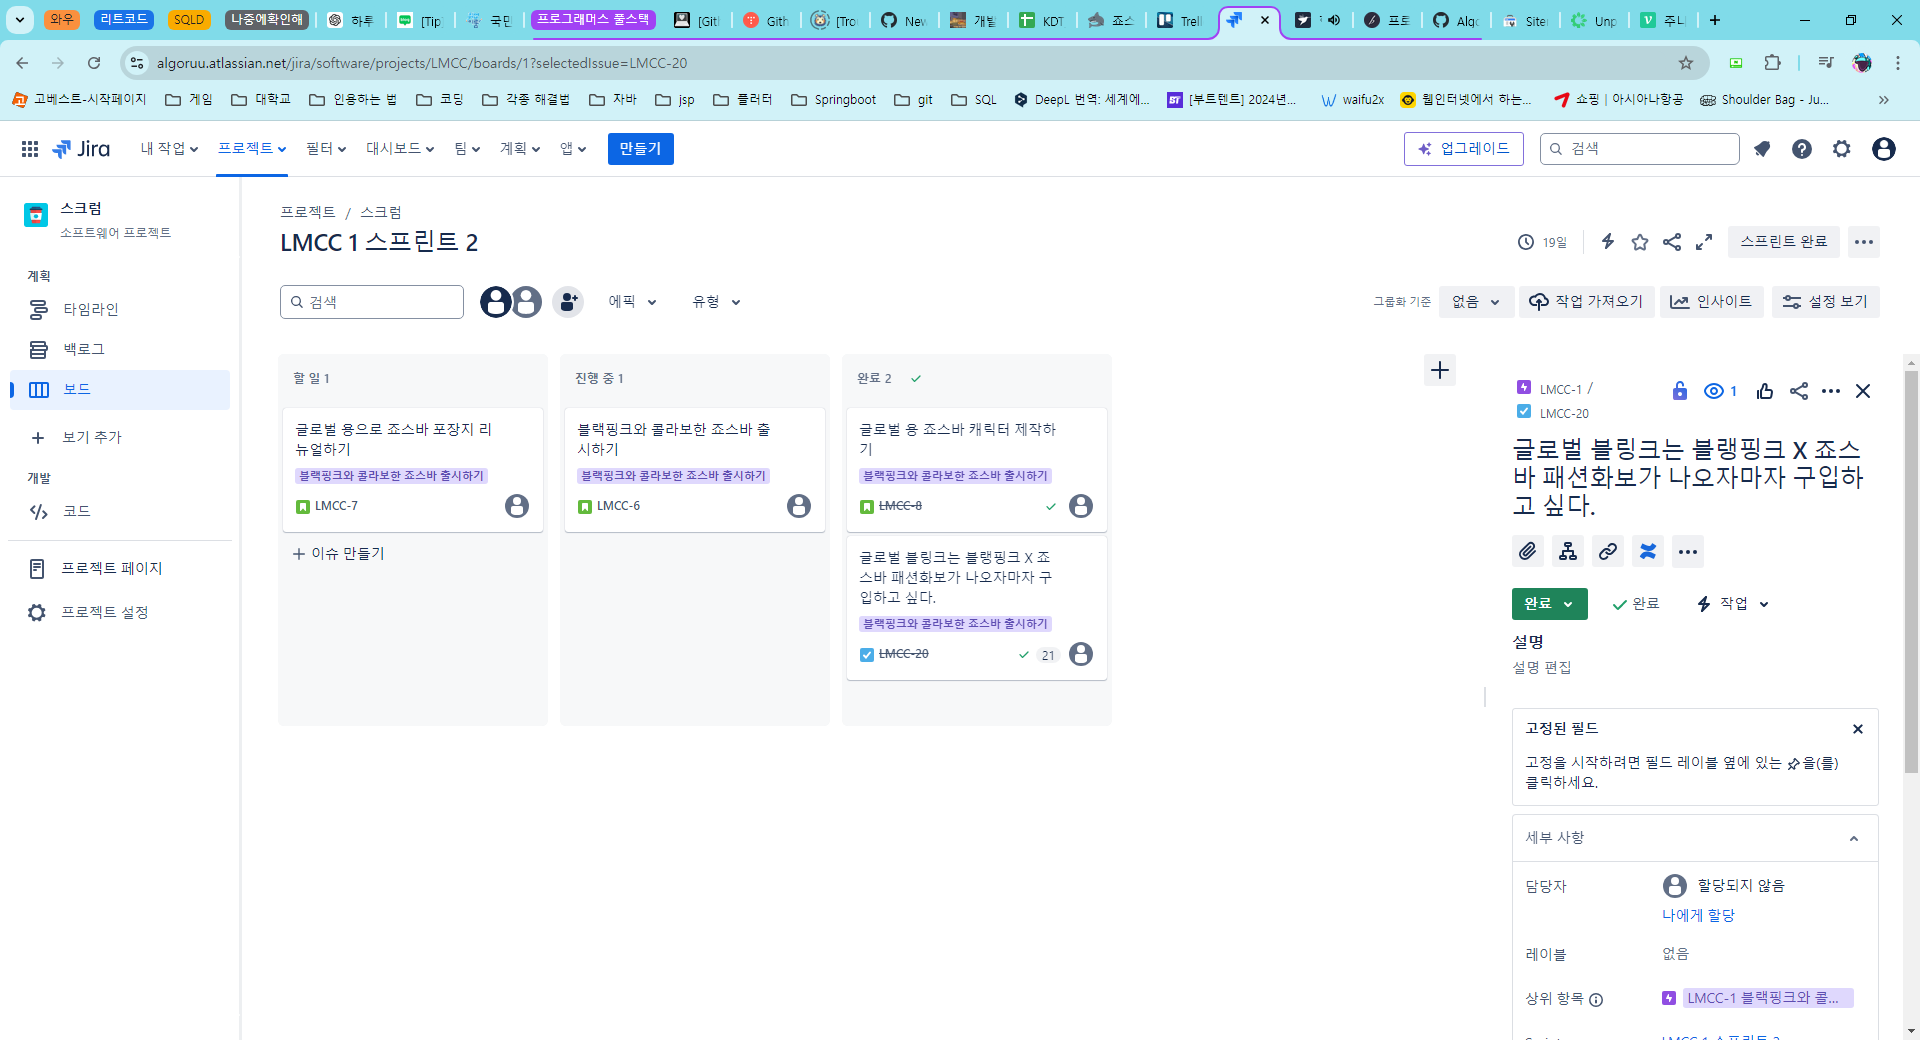 와우
리트코드
SQLD
나중에확인해
하루
[Tip
국민
프로그래머스 풀스택
[Gitl
Gith
[Tro
New
개발
KDT
죠스
Trell
프로
Algo
Site
Unp
주니
algoruu.atlassian.net/jira/software/projects/LMCC/boards/1?selectedIssue=LMCC-20
고베스트-시작페이지
게임
대학교
인용하는 법
코딩
각종 해결법
자바
jsp
플러터
Springboot
git
SQL
DeepL 번역: 세계에...
[부트텐트] 2024년...
waifu2x
웹인터넷에서 하는...
쇼핑 | 아시아나항공
Shoulder Bag - Ju...
Jira
내 작업
프로젝트
필터
대시보드
팀
계획
앱
만들기
업그레이드
검색
스크럼
소프트웨어 프로젝트
계획
타임라인
백로그
보드
보기 추가
개발
코드
프로젝트 페이지
프로젝트 설정
프로젝트 / 스크럼
LMCC 1 스프린트 2
19일
스프린트 완료
검색
에픽
유형
그룹화 기준
없음
작업 가져오기
인사이트
설정 보기
할 일 1
글로벌 용으로 죠스바 포장지 리
뉴얼하기
블랙핑크와 콜라보한 죠스바 출시하기
LMCC-7
이슈 만들기
진행 중 1
블랙핑크와 콜라보한 죠스바 출
시하기
블랙핑크와 콜라보한 죠스바 출시하기
LMCC-6
완료 2
글로벌 용 죠스바 캐릭터 제작하
기
블랙핑크와 콜라보한 죠스바 출시하기
LMCC-8
글로벌 블링크는 블랭핑크 X 죠
스바 패션화보가 나오자마자 구
입하고 싶다.
블랙핑크와 콜라보한 죠스바 출시하기
LMCC-20
21
LMCC-1 /
LMCC-20
1
글로벌 블링크는 블랭핑크 X 죠스
바 패션화보가 나오자마자 구입하
고 싶다.
완료
완료
작업
설명
설명 편집
고정된 필드
고정을 시작하려면 필드 레이블 옆에 있는 을(를)
클릭하세요.
세부 사항
담당자
할당되지 않음
나에게 할당
레이블
없음
상위 항목
LMCC-1 블랙핑크와 콜...
LMCC 1 스프린트 2